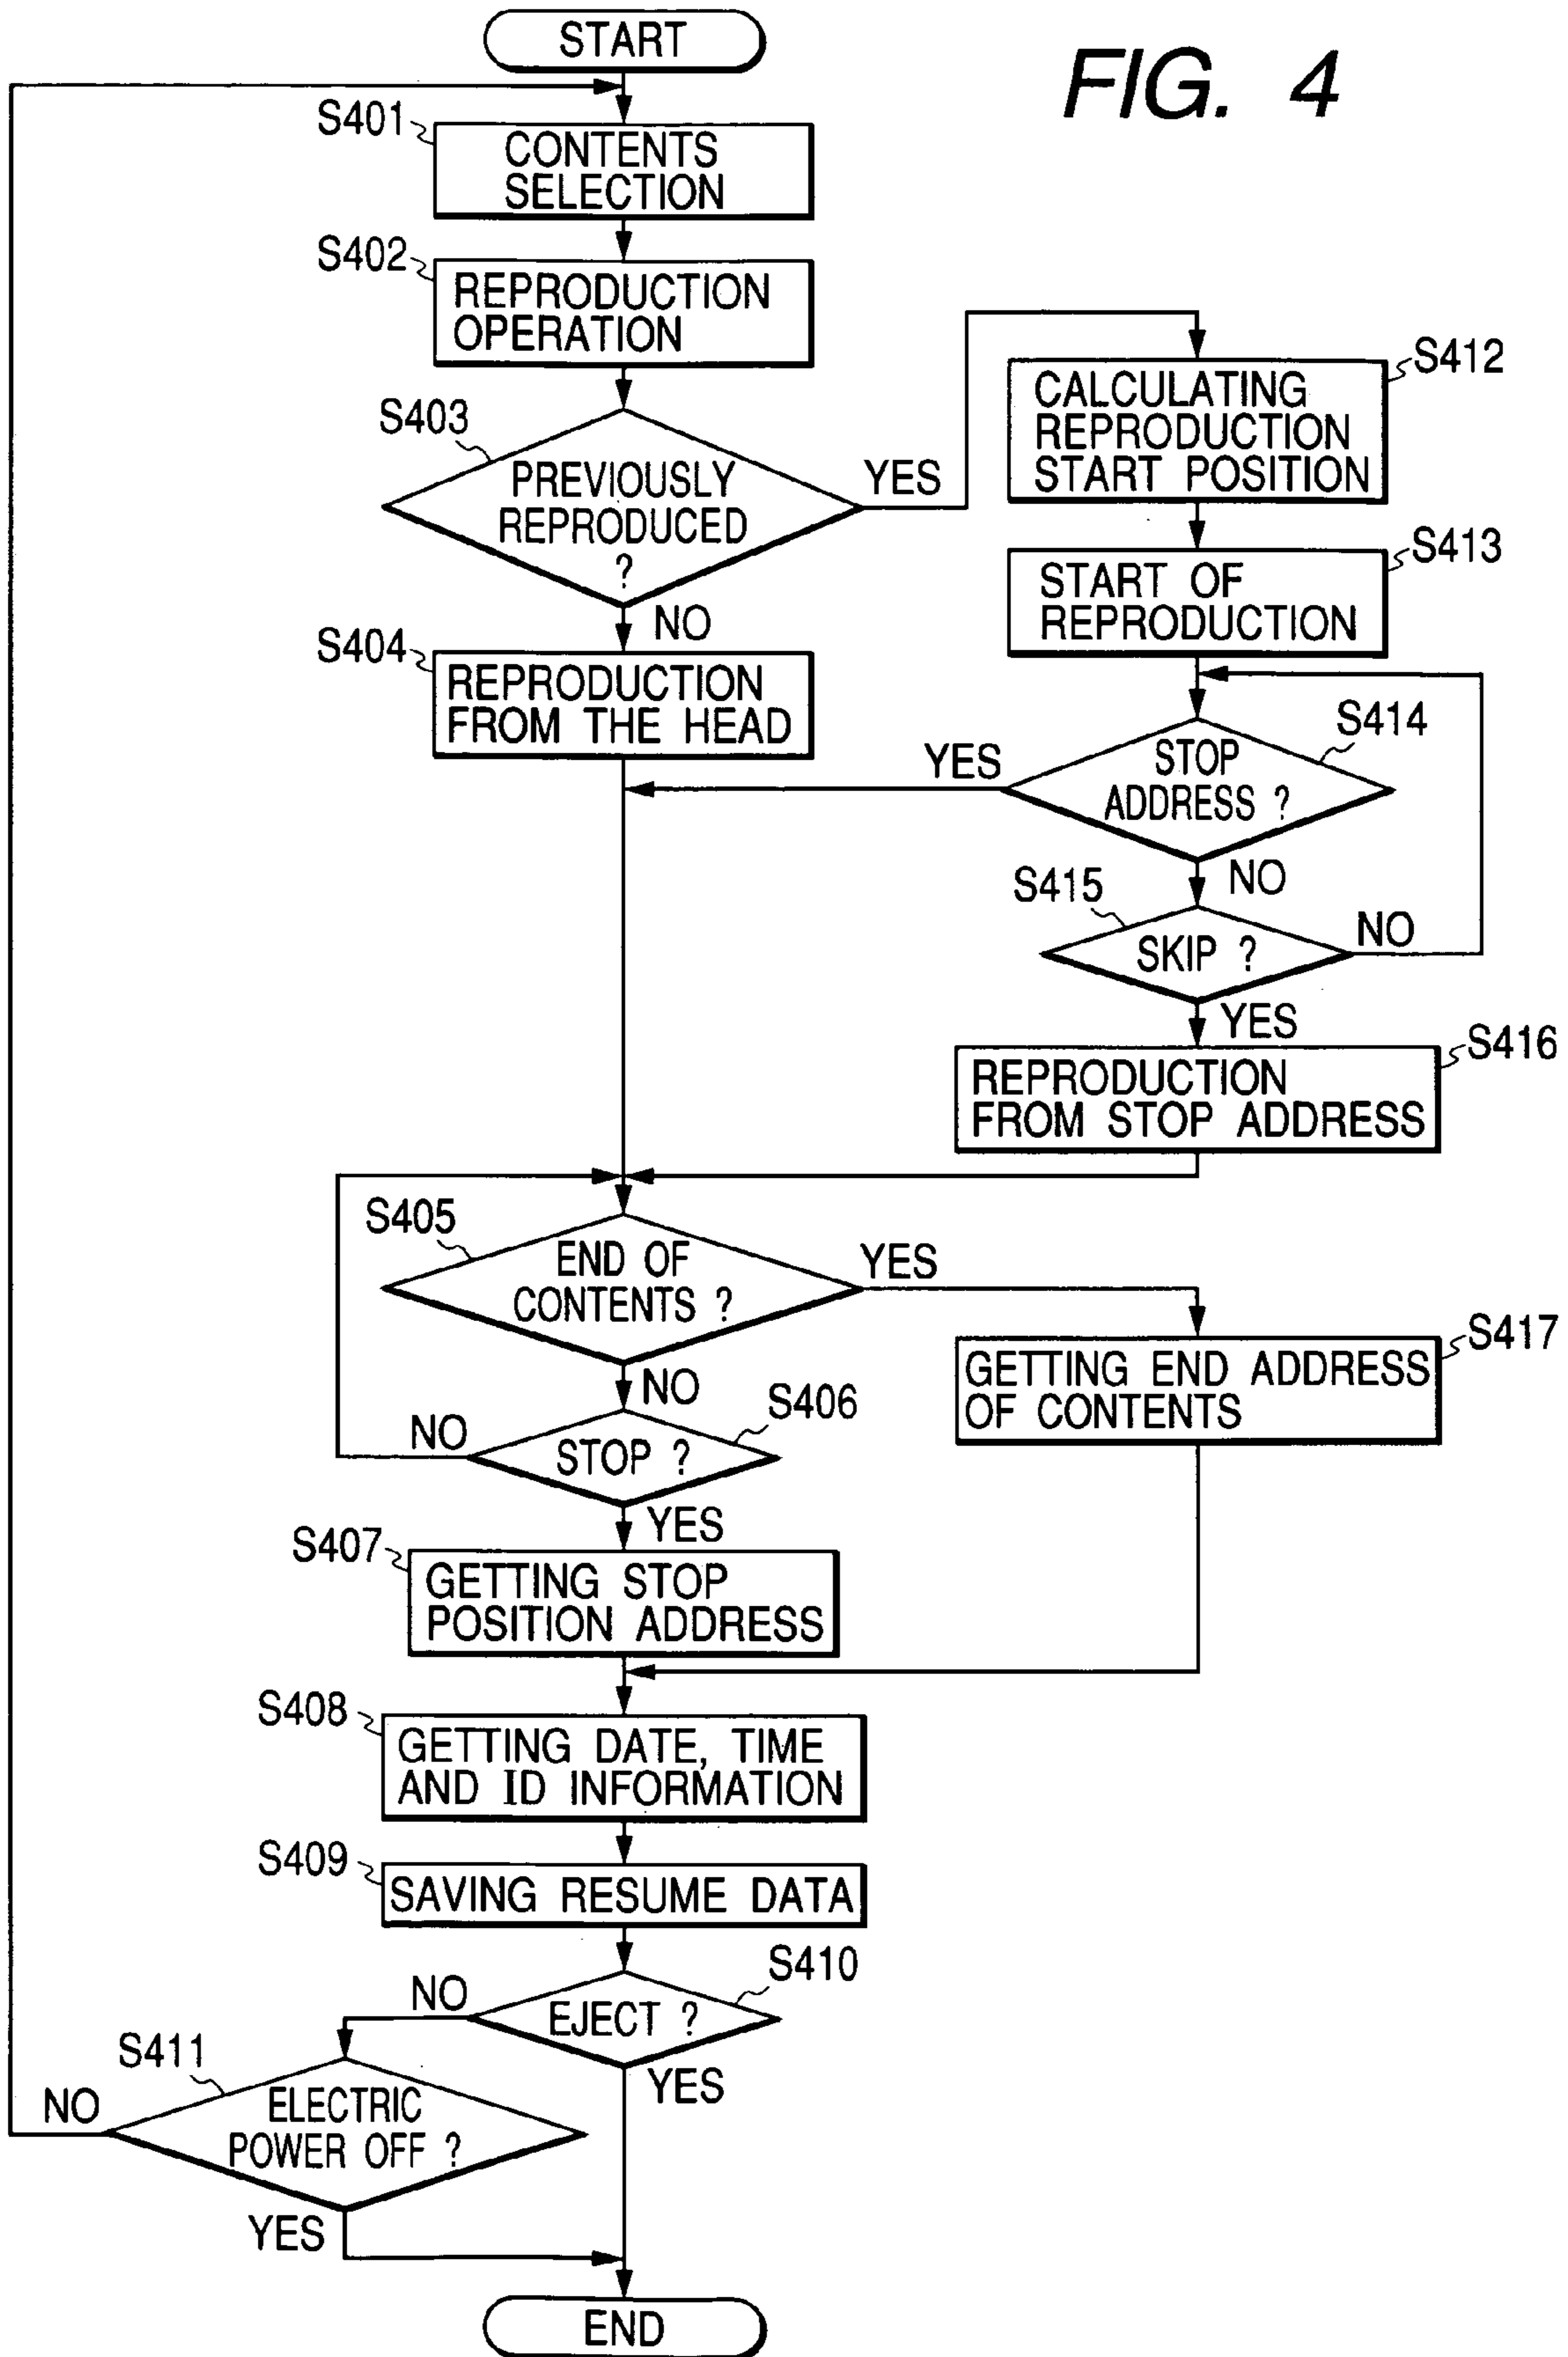 START
FIG. 4
S401
CONTENTS
SELECTION
S402
REPRODUCTION
OPERATION
S403
PREVIOUSLY
REPRODUCED
?
YES
NO
S412
CALCULATING
REPRODUCTION
START POSITION
S413
START OF
REPRODUCTION
S404
REPRODUCTION
FROM THE HEAD
S414
STOP
ADDRESS ?
YES
NO
S415
SKIP ?
NO
YES
S416
REPRODUCTION
FROM STOP ADDRESS
S405
END OF
CONTENTS ?
YES
NO
S417
GETTING END ADDRESS
OF CONTENTS
S406
STOP ?
NO
YES
S407
GETTING STOP
POSITION ADDRESS
S408
GETTING DATE, TIME
AND ID INFORMATION
S409
SAVING RESUME DATA
S410
EJECT ?
NO
YES
S411
ELECTRIC
POWER OFF ?
NO
YES
END